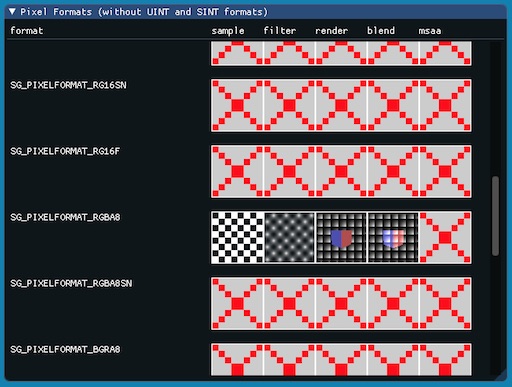 Pixel Formats (without UINT and SINT formats)
format sample filter render blend msaa
SG_PIXELFORMAT_RG16SN
SG_PIXELFORMAT_RG16F
SG_PIXELFORMAT_RGBA8
SG_PIXELFORMAT_RGBA8SN
SG_PIXELFORMAT_BGRA8